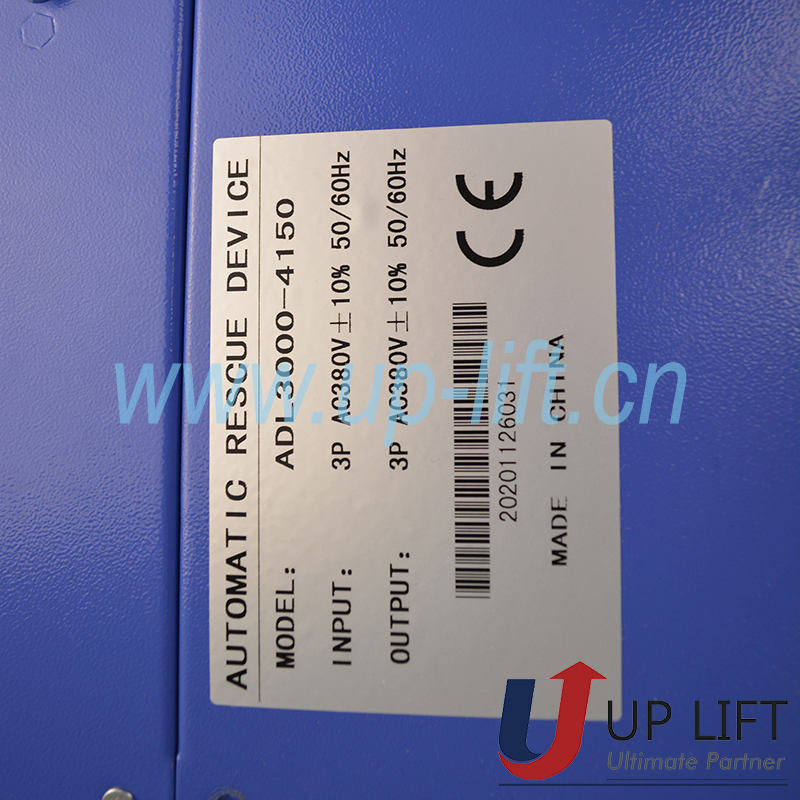 AUTOMATIC RESCUE DEVICE
MODEL: ADL3000-4150
INPUT: 3P AC380V±10% 50/60Hz
OUTPUT: 3P AC380V±10% 50/60Hz
CE
20201126031
MADE IN CHINA
www.up-lift.cn
UP LIFT
Ultimate Partner